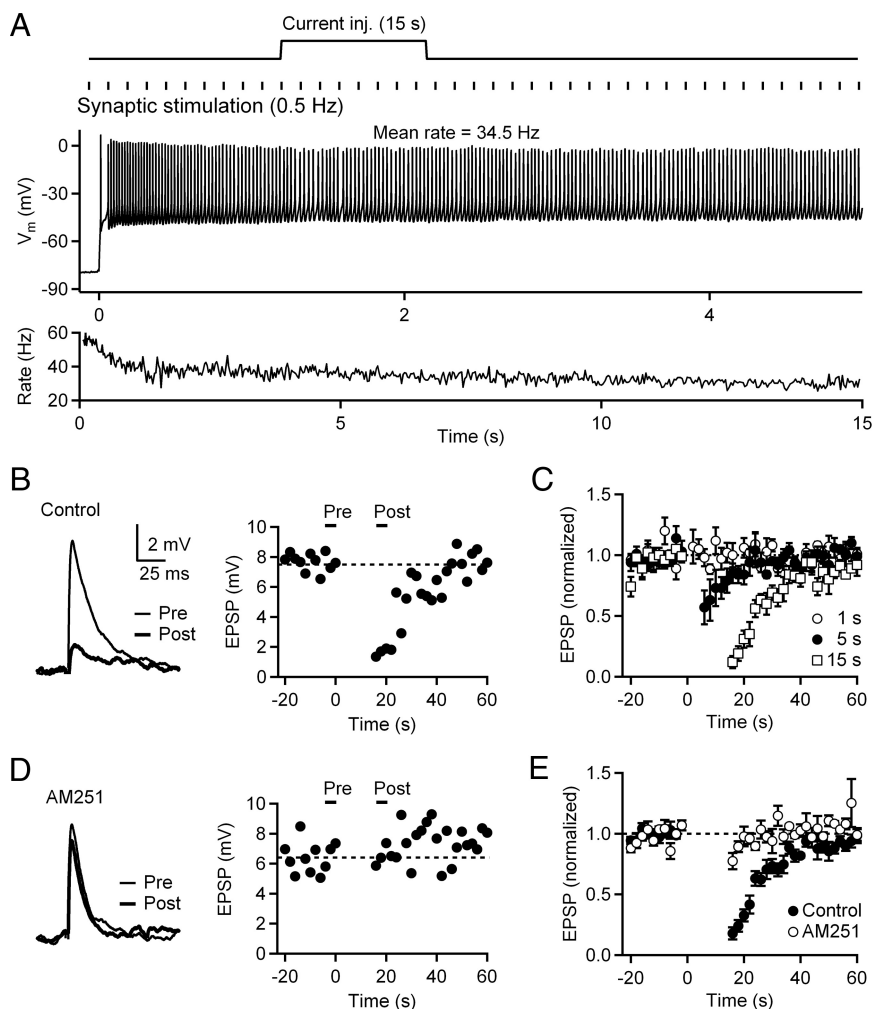 A
Current inj. (15 s)
Synaptic stimulation (0.5 Hz)
Mean rate = 34.5 Hz
0
-30
-60
-90
Vm (mV)
0 2 4
60
40
20
Rate (Hz)
0 5 10 15
Time (s)
B
Control
2 mV
25 ms
Pre
Post
Pre Post
10
8
6
4
2
0
EPSP (mV)
-20 0 20 40 60
Time (s)
C
1.5
1.0
0.5
0.0
EPSP (normalized)
1 s
5 s
15 s
-20 0 20 40 60
Time (s)
D
AM251
Pre
Post
Pre Post
10
8
6
4
2
0
EPSP (mV)
-20 0 20 40 60
Time (s)
E
1.5
1.0
0.5
0.0
EPSP (normalized)
Control
AM251
-20 0 20 40 60
Time (s)